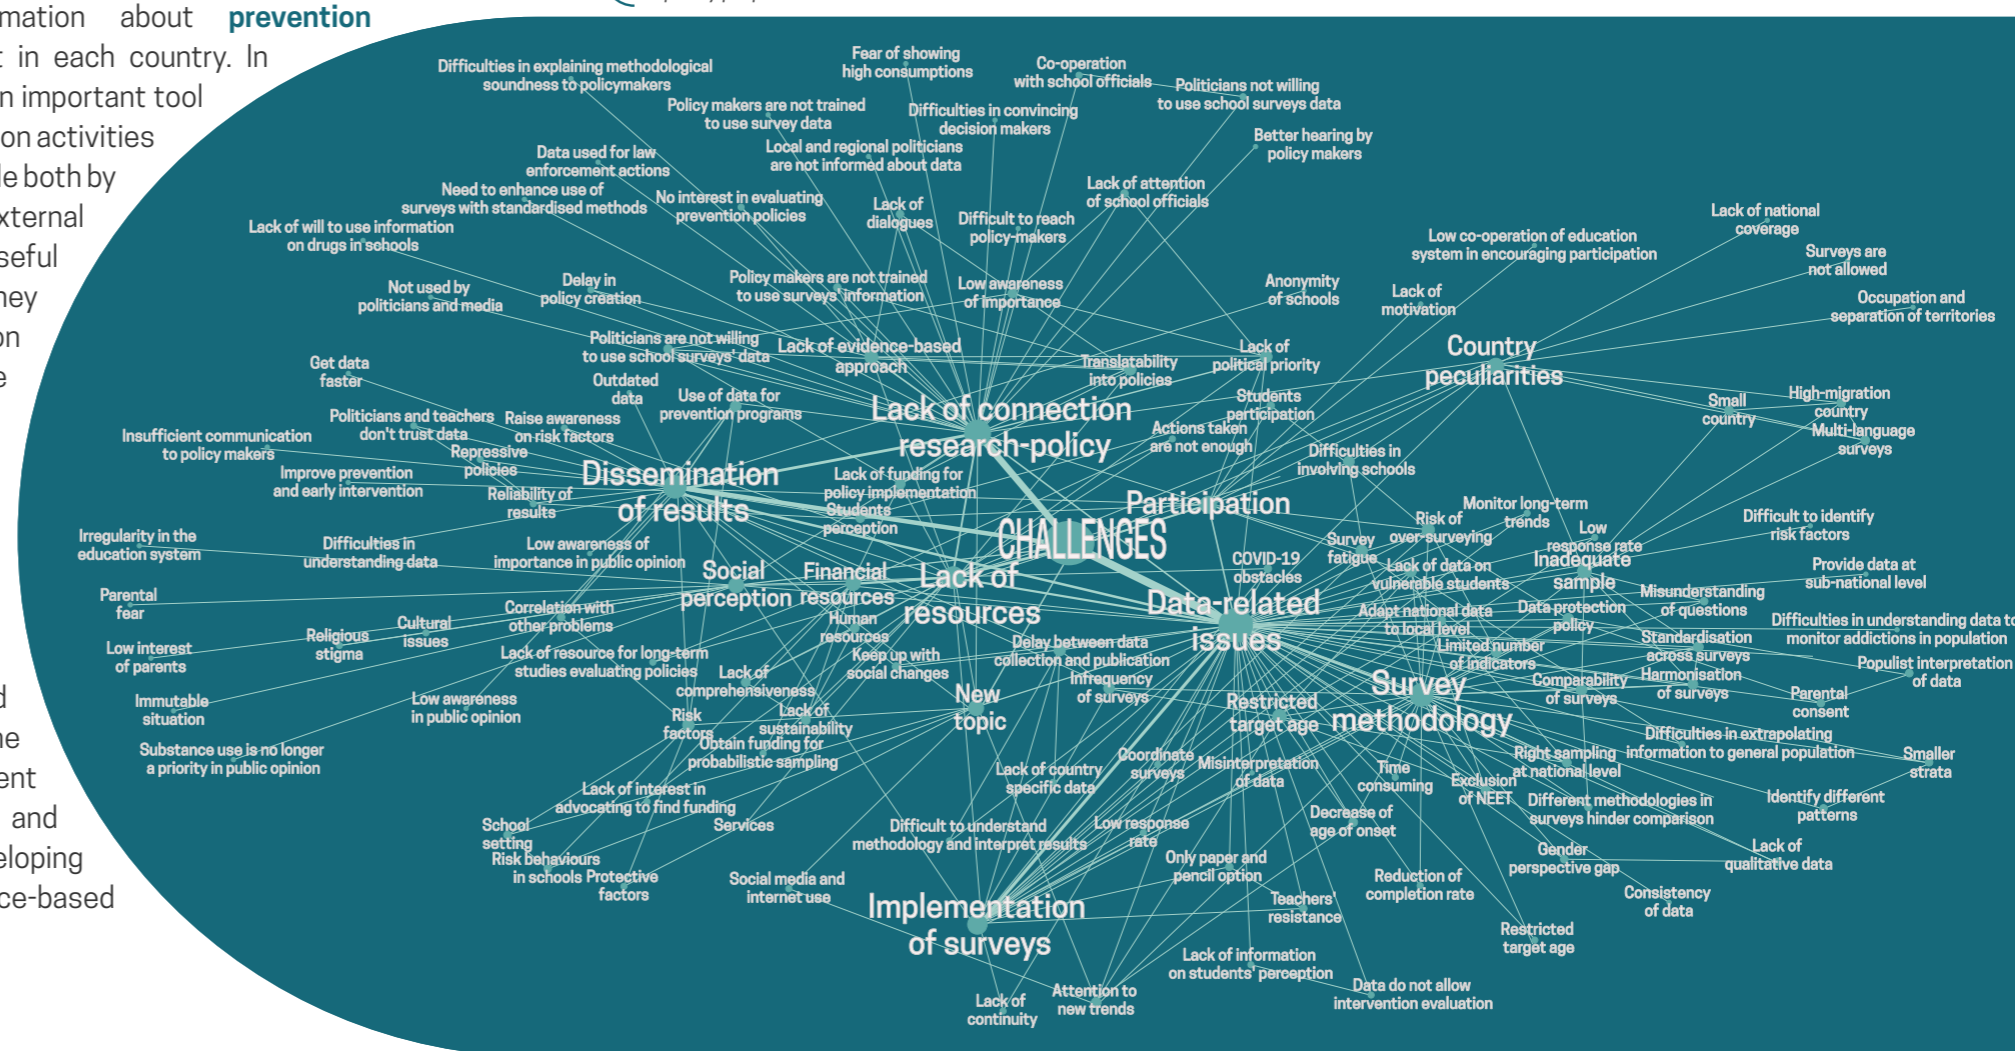 about prevention
in each country. In
important tool
activities
both by
and
Fear of showing
high consumptions
Co-operation
with school officials
Difficulties in explaining methodological
soundness to policymakers
Politicians not willing
to use school surveys data
Policy makers are not trained
to use survey data
Difficulties in convincing
decision makers
Better hearing by
policy makers
Local and regional politicians
are not informed about data
Data used for law
enforcement actions
Need to enhance use of
surveys with standardised methods
No interest in evaluating
prevention policies
Lack of
dialogues
Difficult to reach
policy-makers
Lack of attention
of school officials
Lack of will to use information
on drugs in schools
Lack of national
coverage
Low co-operation of education
system in encouraging participation
Surveys are
not allowed
Not used by
politicians and media
Delay in
policy creation
Policy makers are not trained
to use surveys' information
Low awareness
of importance
Anonymity
of schools
Lack of
motivation
Occupation and
separation of territories
Politicians are not willing
to use school surveys' data
Lack of evidence-based
approach
Translatability
into policies
Lack of
political priority
Country
peculiarities
Get data
faster
Outdated
data
Use of data for
prevention programs
Students
participation
Small
country
High-migration
country
Multi-language
surveys
Lack of connection
research-policy
Politicians and teachers
don't trust data
Raise awareness
on risk factors
Actions taken
are not enough
Insufficient communication
to policy makers
Repressive
policies
Difficulties in
involving schools
Improve prevention
and early intervention
Dissemination
of results
Reliability of
results
Lack of funding for
policy implementation
Students
perception
Participation
Monitor long-term
trends
CHALLENGES
Risk of
over-surveying
Low
response rate
Difficult to identify
risk factors
Irregularity in the
education system
Difficulties in
understanding data
Low awareness of
importance in public opinion
Survey
fatigue
Inadequate
sample
Social
perception
Financial
resources
Lack of
resources
COVID-19
obstacles
Lack of data on
vulnerable students
Provide data at
sub-national level
Parental
fear
Correlation with
other problems
Data-related
issues
Adapt national data
to local level
Data protection
policy
Misunderstanding
of questions
Cultural
issues
Religious
stigma
Human
resources
Difficulties in understanding data to
monitor addictions in population
Low interest
of parents
Lack of resource for long-term
studies evaluating policies
Keep up with
social changes
Delay between data
collection and publication
Limited number
of indicators
Standardisation
across surveys
Lack of
comprehensiveness
Infrequency
of surveys
Comparability
of surveys
Harmonisation
of surveys
Populist interpretation
of data
Immutable
situation
Low awareness
in public opinion
New
topic
Restricted
target age
Survey
methodology
Parental
consent
Risk
factors
Lack of
sustainability
Obtain funding for
probabilistic sampling
Difficulties in extrapolating
information to general population
Substance use is no longer
a priority in public opinion
Coordinate
surveys
Misinterpretation
of data
Right sampling
at national level
Smaller
strata
Lack of country
specific data
Time
consuming
Exclusion
of NEET
Lack of interest in
advocating to find funding
Different methodologies in
surveys hinder comparison
Identify different
patterns
School
setting
Services
Difficult to understand
methodology and interpret results
Low response
rate
Decrease of
age of onset
Risk behaviours
in schools
Protective
factors
Only paper and
pencil option
Gender
perspective gap
Lack of
qualitative data
Social media and
internet use
Reduction of
completion rate
Consistency
of data
Implementation
of surveys
Teachers'
resistance
Restricted
target age
Lack of information
on students' perception
Lack of
continuity
Attention to
new trends
Data do not allow
intervention evaluation